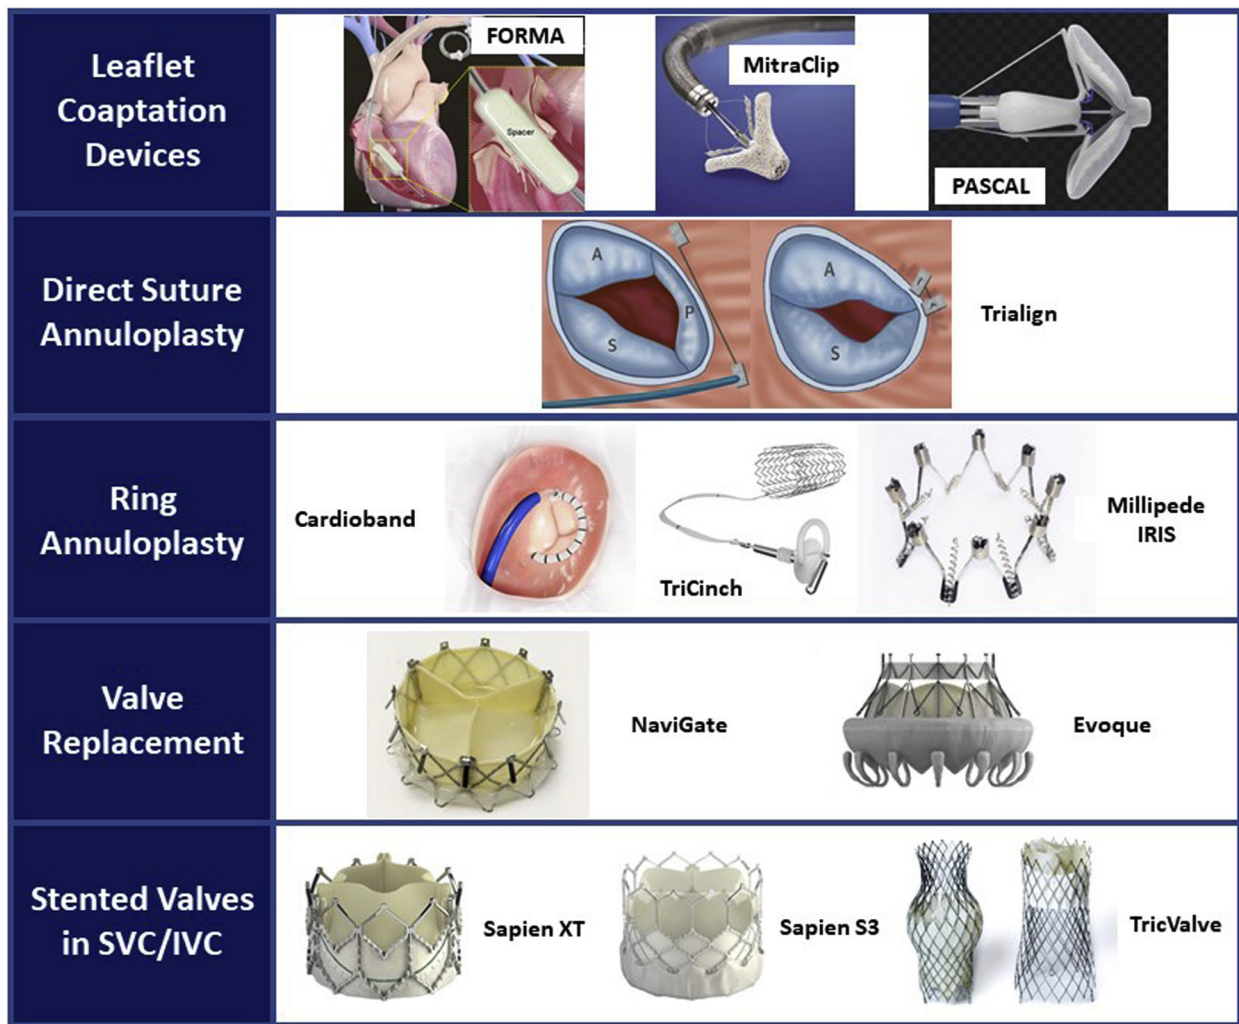 Leaflet
Coaptation
Devices
FORMA
Spacer
MitraClip
PASCAL
Direct Suture
Annuloplasty
A
P
S
A
S
Trialign
Ring
Annuloplasty
Cardioband
TriCinch
Millipede
IRIS
Valve
Replacement
NaviGate
Evoque
Stented Valves
in SVC/IVC
Sapien XT
Sapien S3
TricValve